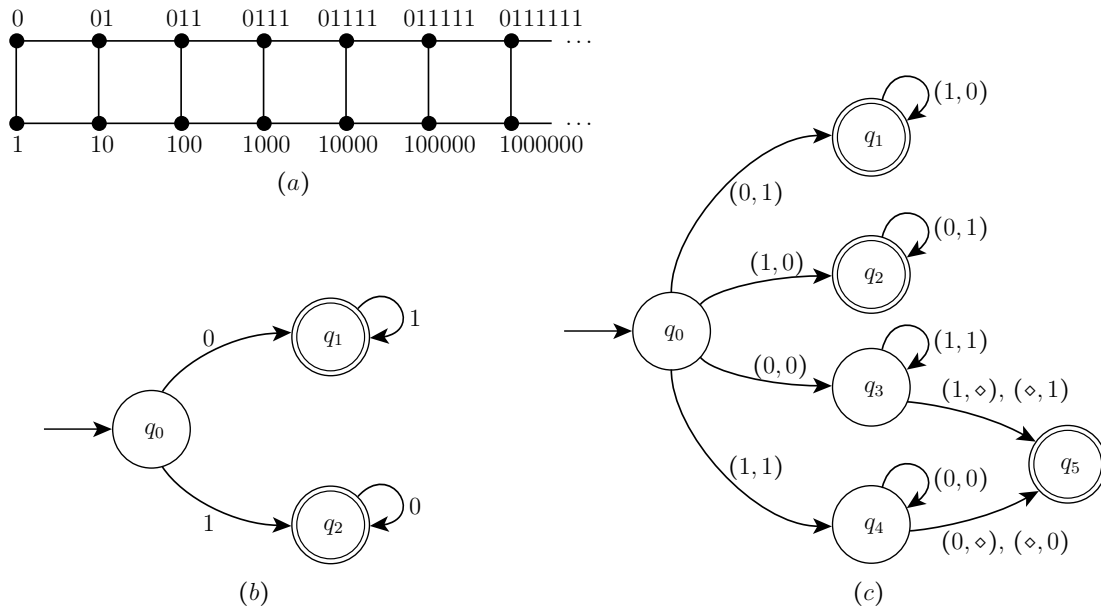 0 01 011 0111 01111 011111 0111111
⋯
⋯
1 10 100 1000 10000 100000 1000000
(a)
(1, 0)
q₁
(0, 1)
(0, 1)
(1, 0)
q₂
q₀
(1, 1)
(0, 0)
q₃
(1, ⋄), (⋄, 1)
q₅
(1, 1)
(0, 0)
q₄
(0, ⋄), (⋄, 0)
(c)
0
q₁
1
q₀
1
q₂
0
(b)